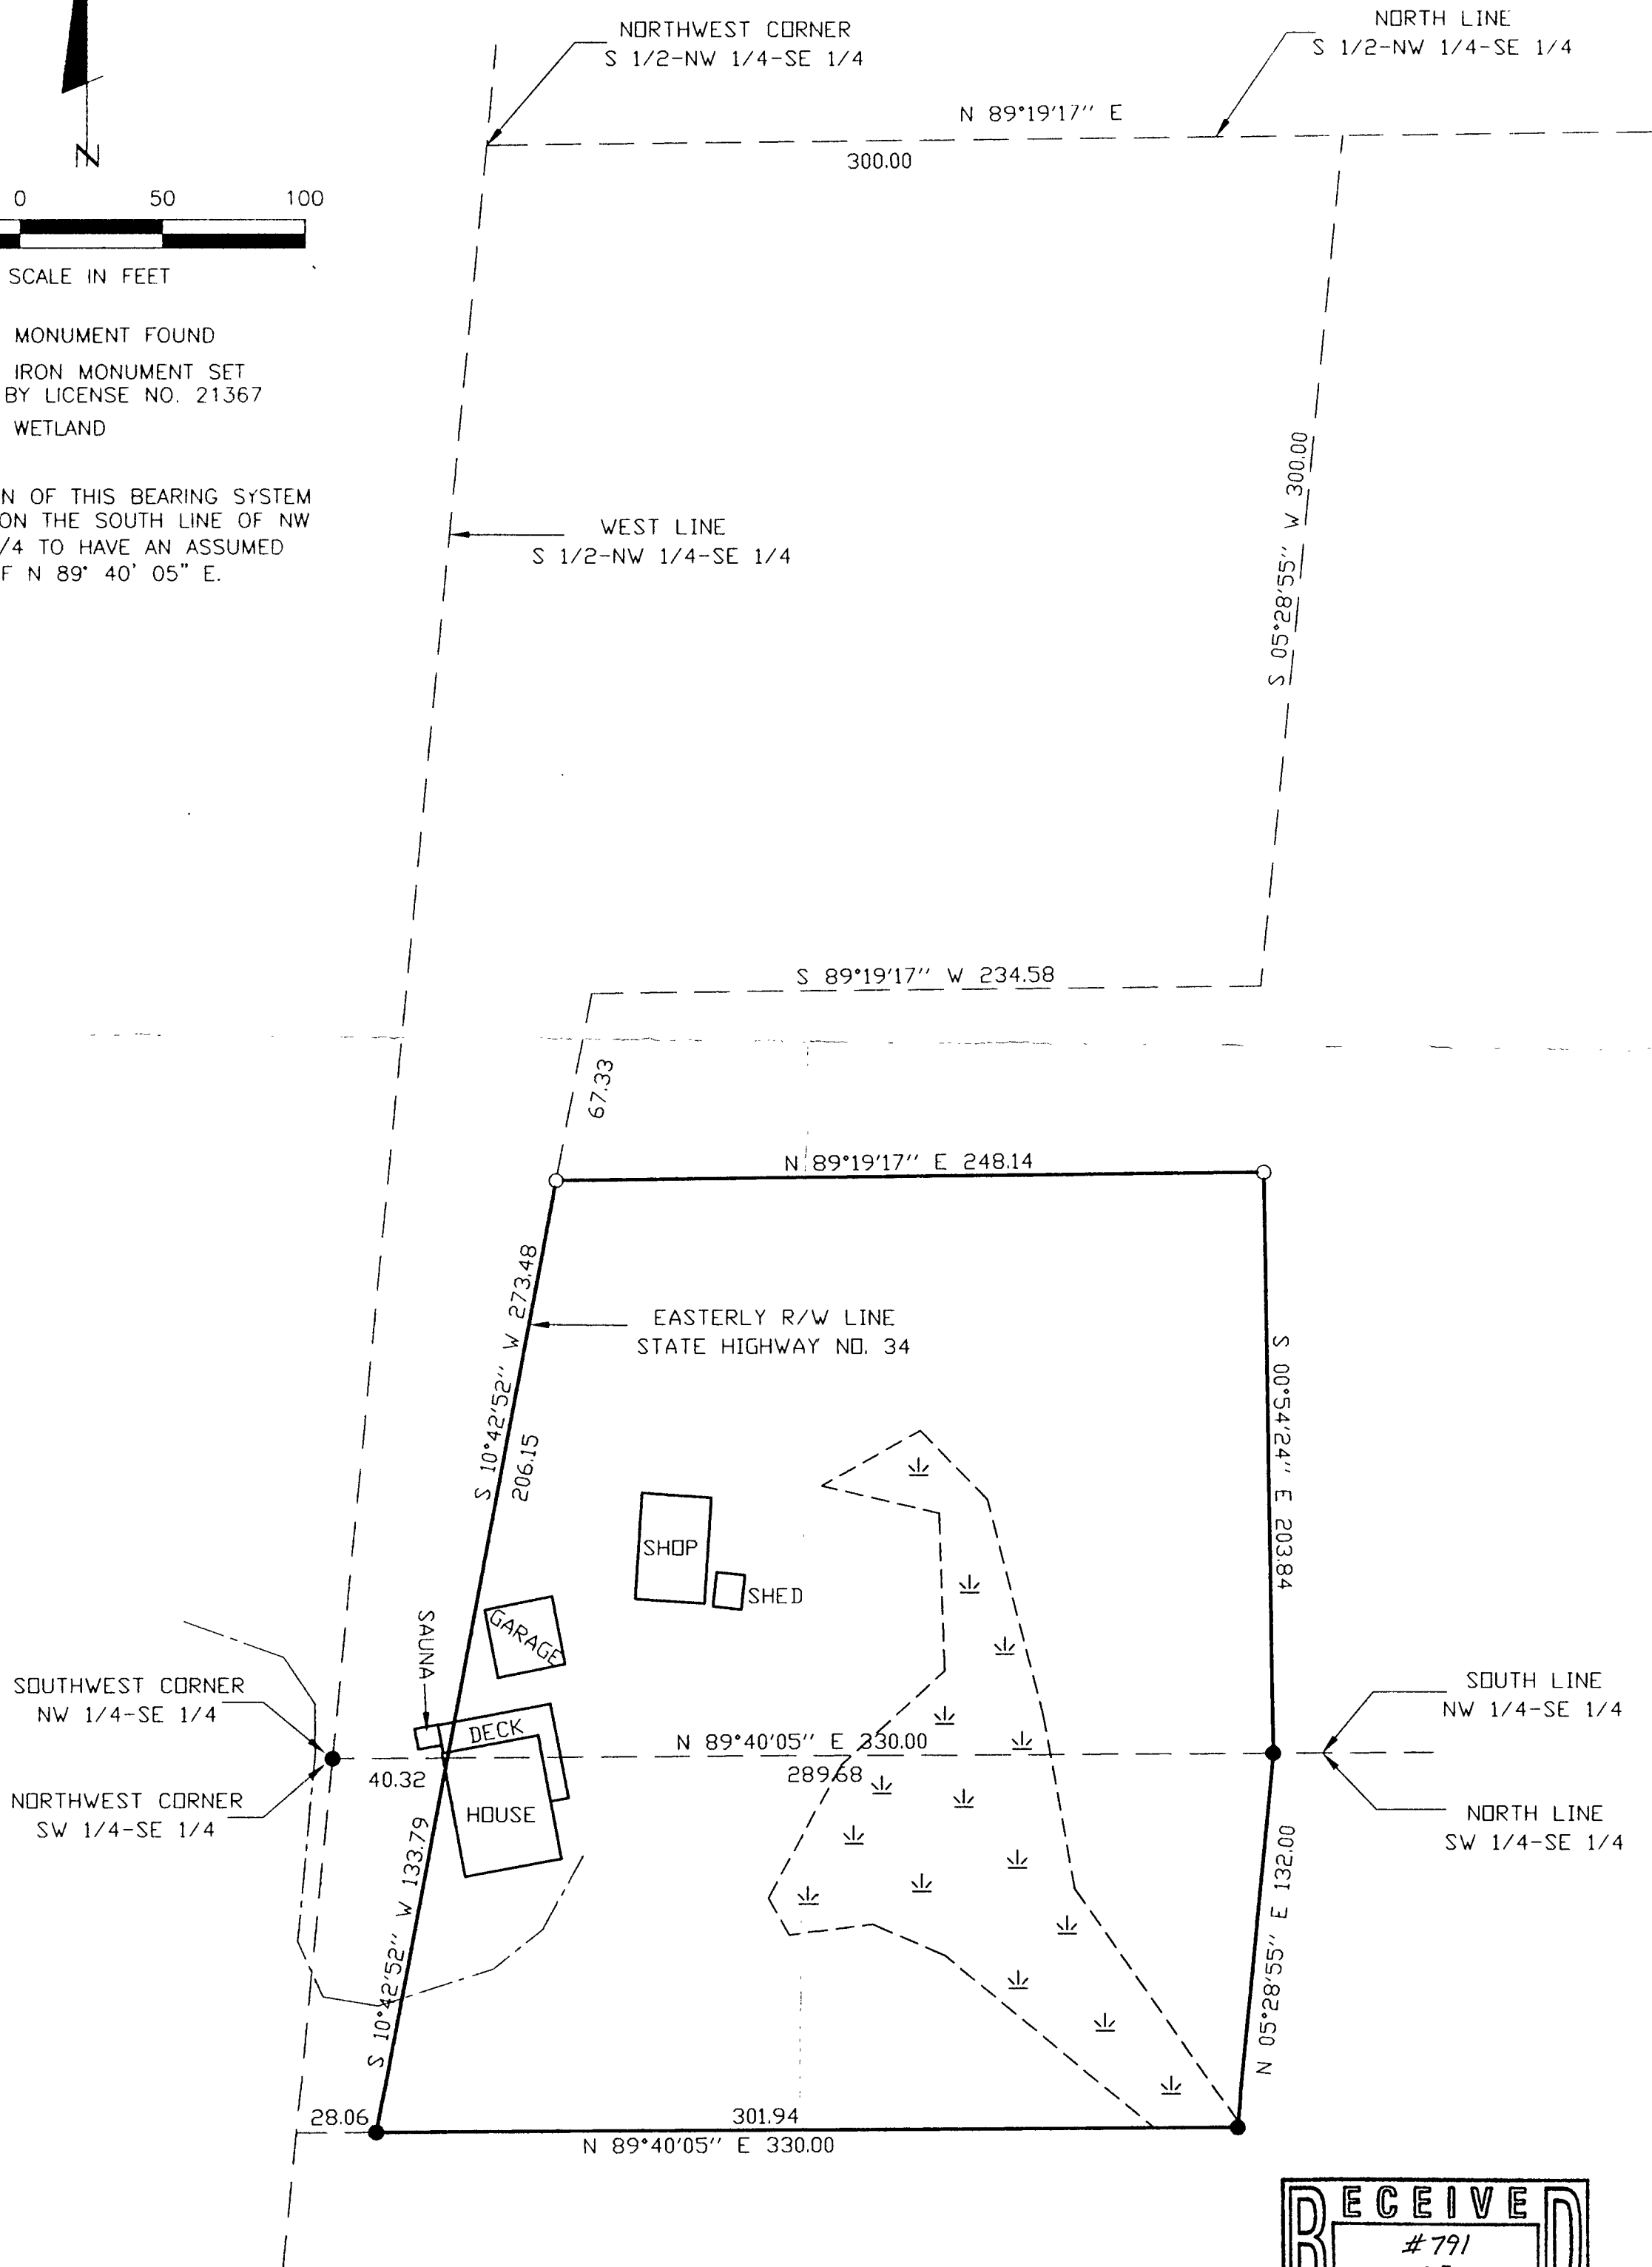 NORTHWEST CORNER
S 1/2-NW 1/4-SE 1/4
NORTH LINE
S 1/2-NW 1/4-SE 1/4
N 89°19'17" E
300.00
N
0 50 100
SCALE IN FEET
MONUMENT FOUND
IRON MONUMENT SET
BY LICENSE NO. 21367
WETLAND
N OF THIS BEARING SYSTEM
ON THE SOUTH LINE OF NW
/4 TO HAVE AN ASSUMED
F N 89° 40' 05" E.
WEST LINE
S 1/2-NW 1/4-SE 1/4
S 05°28'55" W 300.00
S 89°19'17" W 234.58
67.33
N 89°19'17" E 248.14
S 10°42'52" W 273.48
206.15
EASTERLY R/W LINE
STATE HIGHWAY NO. 34
S 00°54'24" E 203.84
SHOP
SHED
GARAGE
SAUNA
DECK
HOUSE
SOUTHWEST CORNER
NW 1/4-SE 1/4
NORTHWEST CORNER
SW 1/4-SE 1/4
N 89°40'05" E 330.00
40.32
289.68
SOUTH LINE
NW 1/4-SE 1/4
NORTH LINE
SW 1/4-SE 1/4
S 10°42'52" W 133.79
N 05°28'55" E 132.00
28.06
301.94
N 89°40'05" E 330.00
RECEIVED
#791